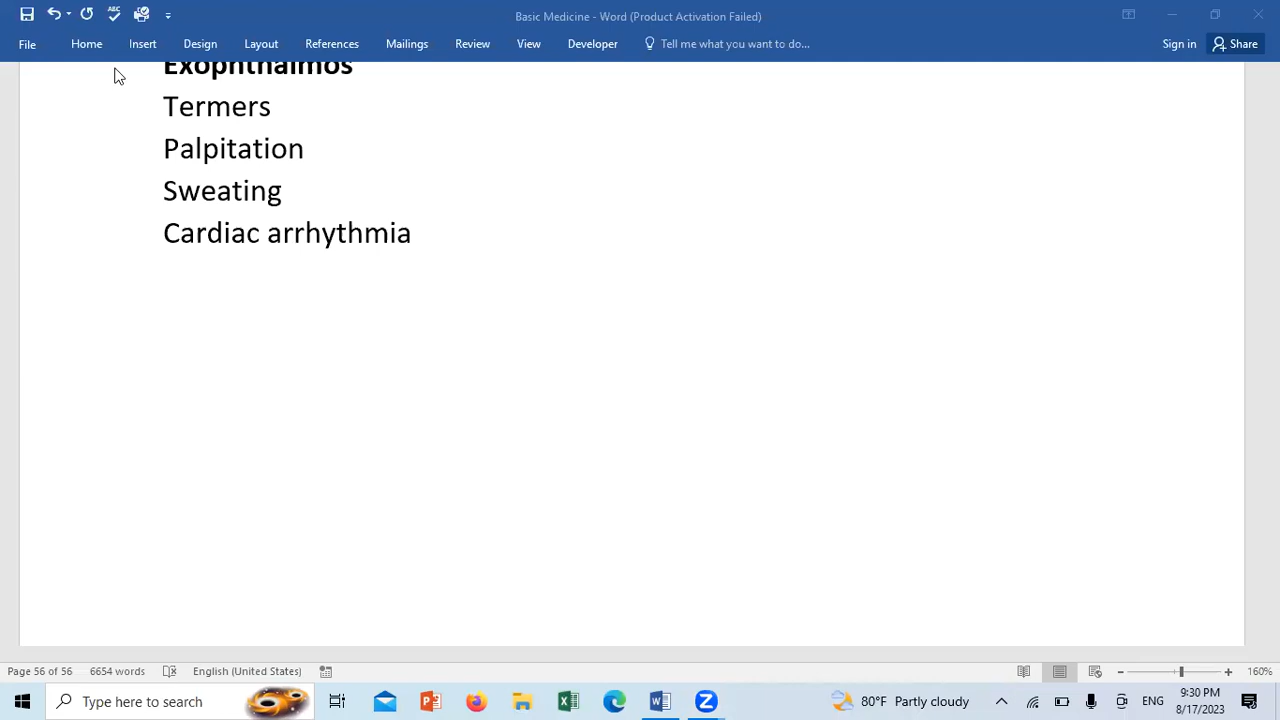 Basic Medicine - Word (Product Activation Failed)
File Home Insert Design Layout References Mailings Review View Developer Tell me what you want to do... Sign in Share
Exophthalmos
Termers
Palpitation
Sweating
Cardiac arrhythmia
Page 56 of 56 6654 words English (United States) 160%
Type here to search 80°F Partly cloudy ENG 9:30 PM
8/17/2023